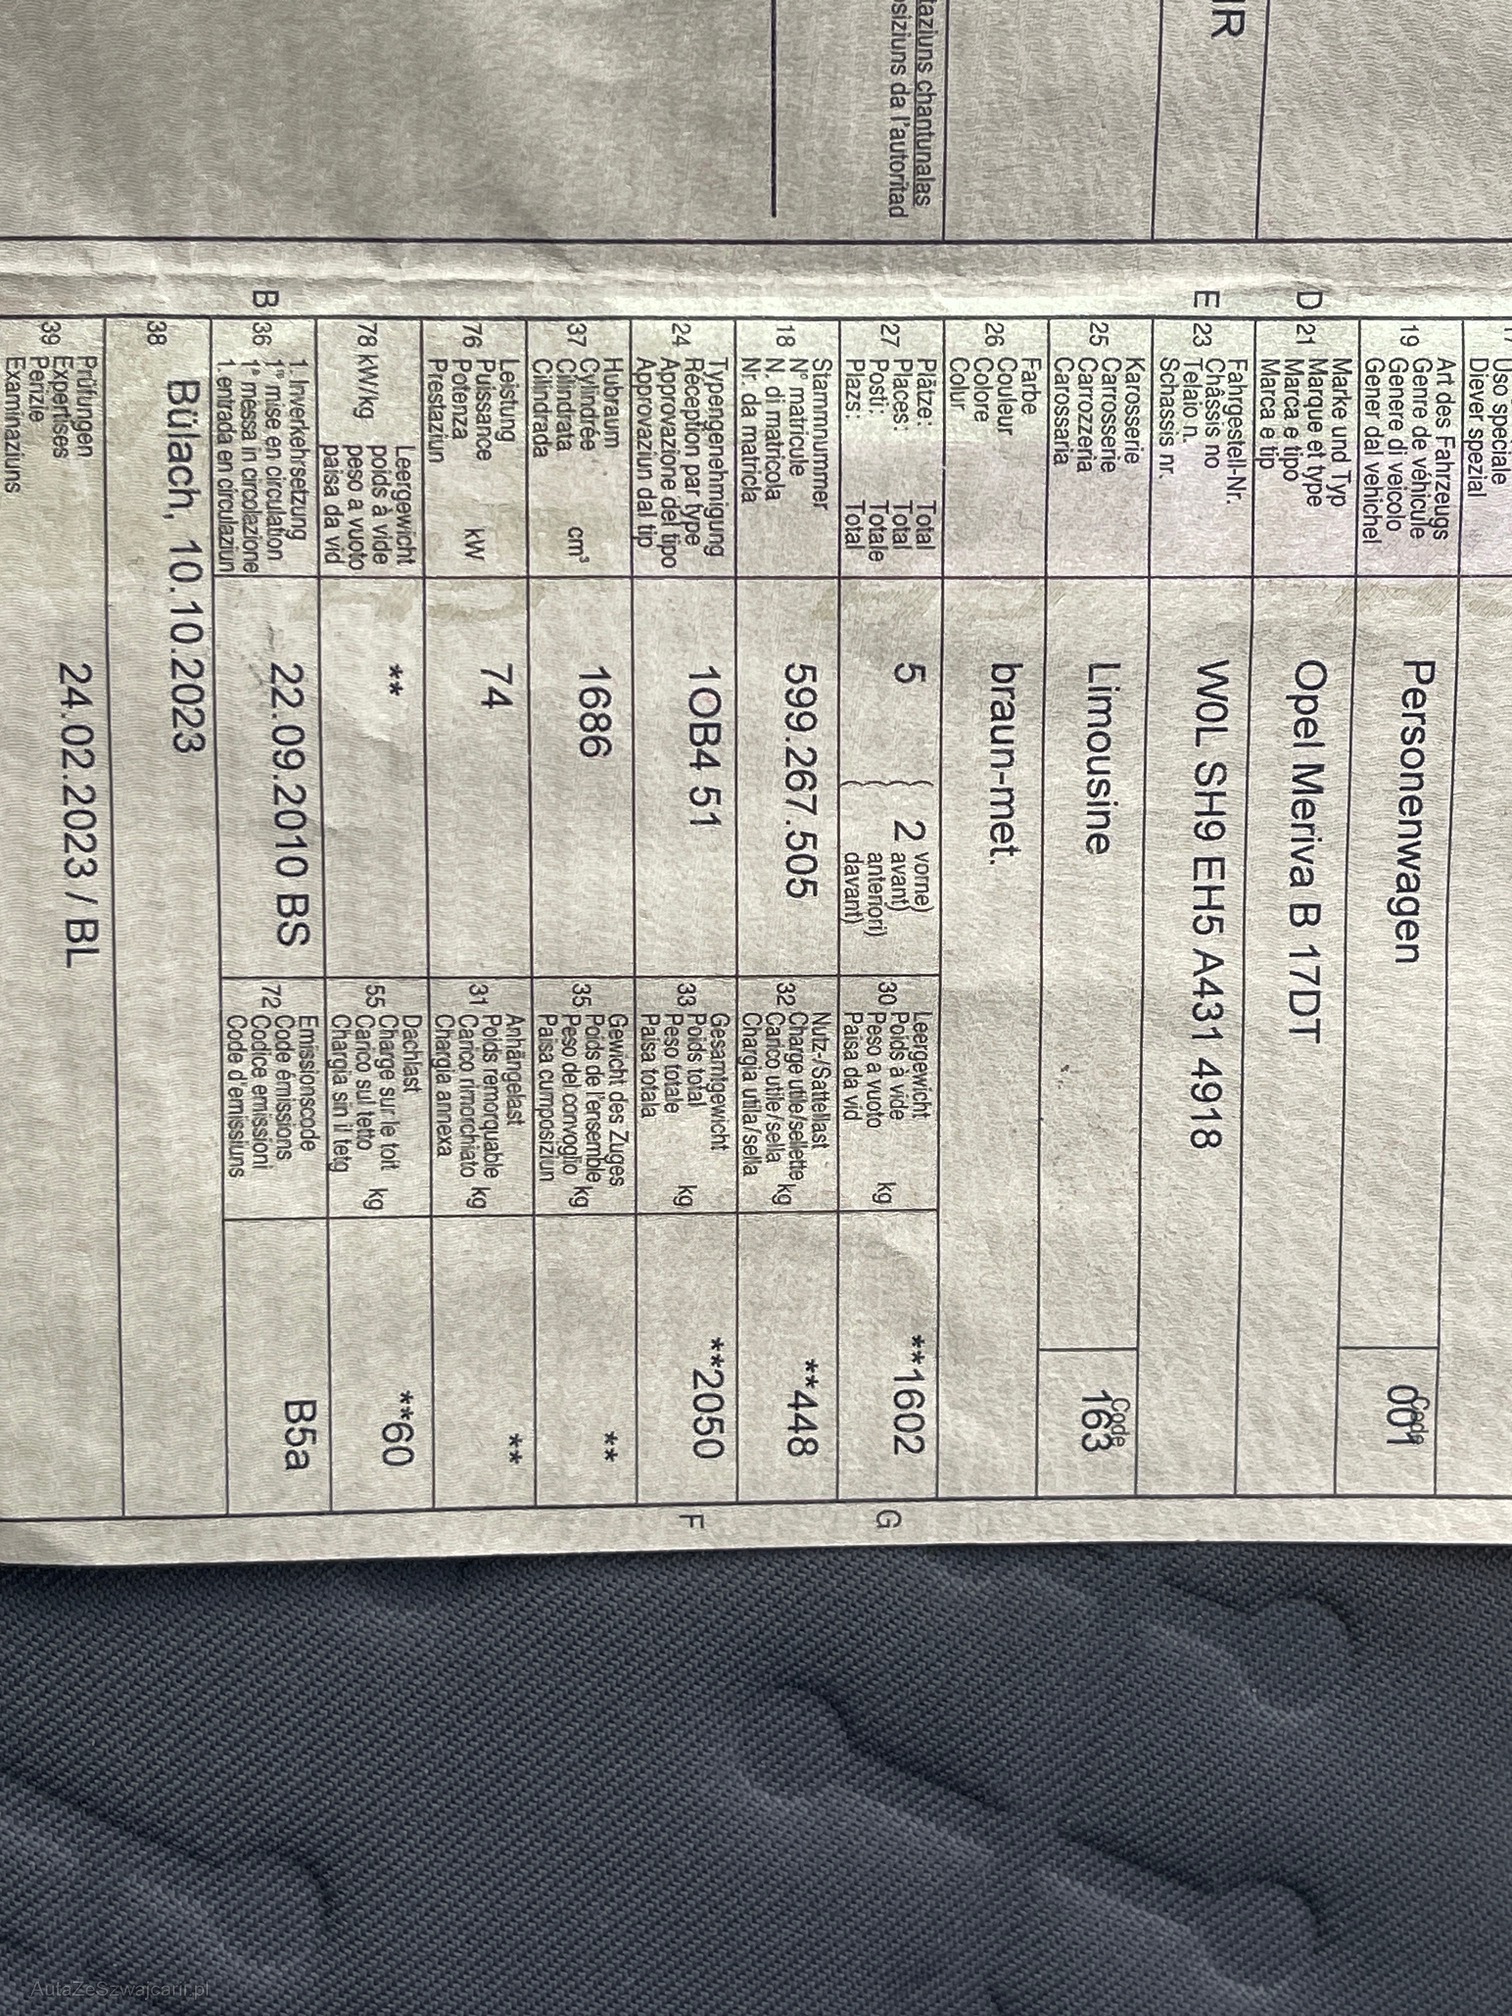 taziuns chantunalas
siziuns da l'autoritad
IR
Uso speciale
Diever spezial
19
Art des Fahrzeugs
Genre de véhicule
Genere di veicolo
Gener dal vehichel
Personenwagen
Code
001
D
21
Marke und Typ
Marque et type
Marca e tipo
Marca e tip
Opel Meriva B 17DT
E
23
Fahrgestell-Nr.
Châssis no
Telaio n.
Schassis nr.
W0L SH9 EH5 A431 4918
25
Karosserie
Carrosserie
Carrozzeria
Carossaria
Limousine
Code
163
26
Farbe
Couleur
Colore
Colur
braun-met.
27
Plätze: Total
Places: Total
Posti: Totale
Plazs: Total
5
2
vorne)
( avant)
anteriori)
( davant)
30
Leergewicht
Poids à vide
Peso a vuoto
Paisa da vid
kg
**1602
G
18
Stammnummer
N° matricule
N. di matricola
Nr. da matricla
599.267.505
32
Nutz-/Sattellast
Charge utile/sellette
Carico utile/sella
Chargia utila/sella
kg
**448
24
Typengenehmigung
Réception par type
Approvazione del tipo
Approvaziun dal tip
1OB4 51
33
Gesamtgewicht
Poids total
Peso totale
Paisa totala
kg
**2050
F
37
Hubraum
Cylindrée
Cilindrata
Cilindrada
cm³
1686
35
Gewicht des Zuges
Poids de l'ensemble
Peso del convoglio
Paisa cumposiziun
kg
**
76
Leistung
Puissance
Potenza
Prestaziun
kW
74
31
Anhängelast
Poids remorquable
Carico rimorchiato
Chargia annexa
kg
**
78 kW/kg
Leergewicht
poids à vide
peso a vuoto
paisa da vid
**
55
Dachlast
Charge sur le toit
Carico sul tetto
Chargia sin il tetg
kg
**60
B
36
1. Inverkehrsetzung
1re mise en circulation
1a messa in circolazione
1. entrada en circulaziun
22.09.2010 BS
72
Emissionscode
Code émissions
Codice emissioni
Code d'emissiuns
B5a
38
Bülach, 10.10.2023
39
Prüfungen
Expertises
Perizie
Examinaziuns
24.02.2023 / BL
AutaZeSzwajcarii.pl